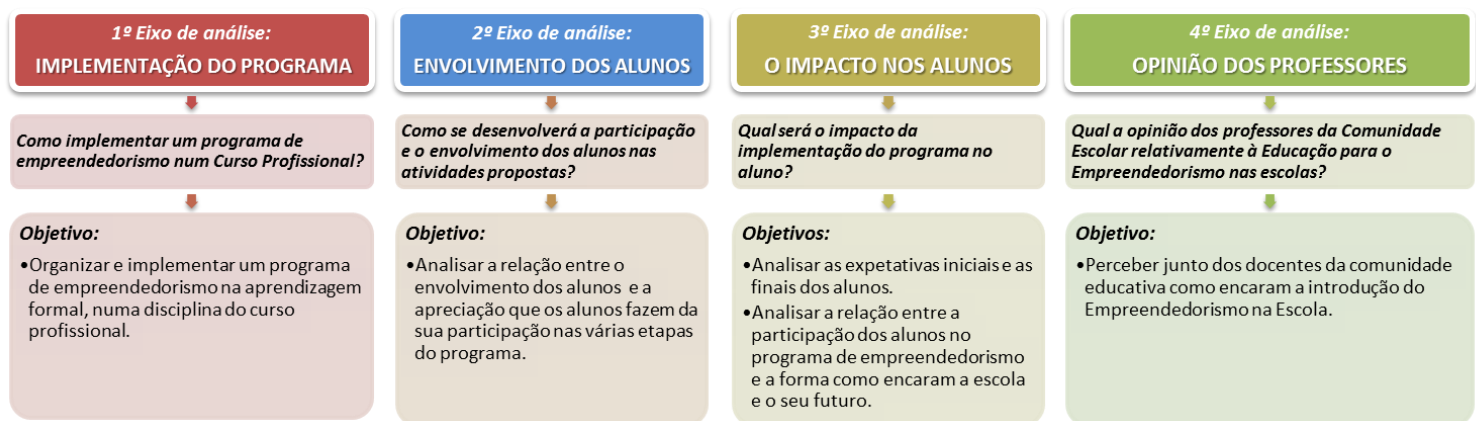 1º Eixo de análise:
IMPLEMENTAÇÃO DO PROGRAMA
Como implementar um programa de
empreendedorismo num Curso Profissional?
Objetivo:
•Organizar e implementar um programa
de empreendedorismo na aprendizagem
formal, numa disciplina do curso
profissional.
2º Eixo de análise:
ENVOLVIMENTO DOS ALUNOS
Como se desenvolverá a participação
e o envolvimento dos alunos nas
atividades propostas?
Objetivo:
•Analisar a relação entre o
envolvimento dos alunos e a
apreciação que os alunos fazem da
sua participação nas várias etapas
do programa.
3º Eixo de análise:
O IMPACTO NOS ALUNOS
Qual será o impacto da
implementação do programa no
aluno?
Objetivos:
•Analisar as expetativas iniciais e as
finais dos alunos.
•Analisar a relação entre a
participação dos alunos no
programa de empreendedorismo
e a forma como encaram a escola
e o seu futuro.
4º Eixo de análise:
OPINIÃO DOS PROFESSORES
Qual a opinião dos professores da Comunidade
Escolar relativamente à Educação para o
Empreendedorismo nas escolas?
Objetivo:
•Perceber junto dos docentes da comunidade
educativa como encaram a introdução do
Empreendedorismo na Escola.